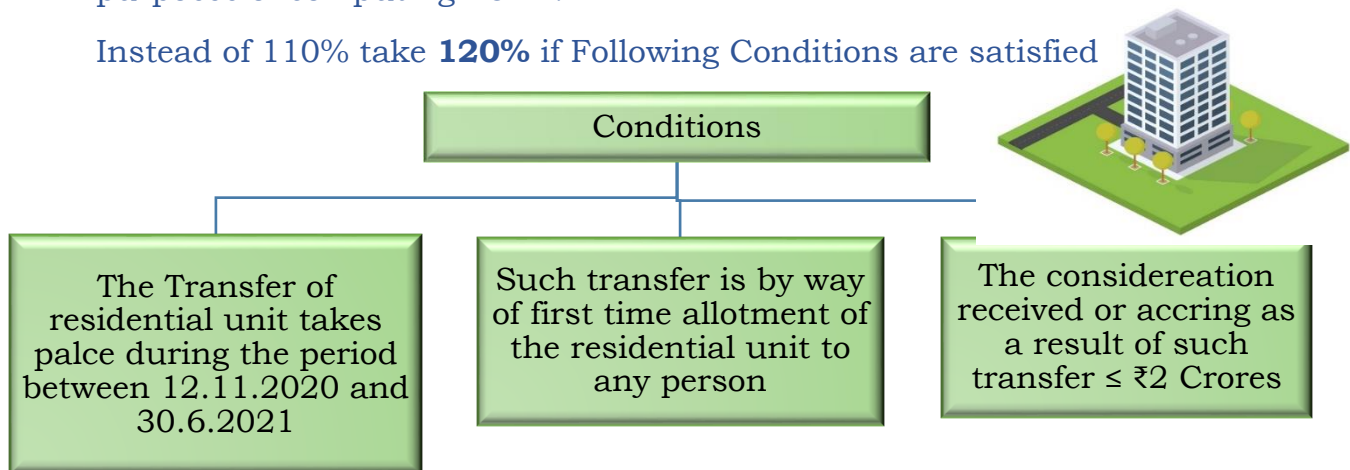 Instead of 110% take 120% if Following Conditions are satisfied
Conditions
The Transfer of
residential unit takes
palce during the period
between 12.11.2020 and
30.6.2021
Such transfer is by way
of first time allotment of
the residential unit to
any person
The considereation
received or accring as
a result of such
transfer ≤ ₹2 Crores